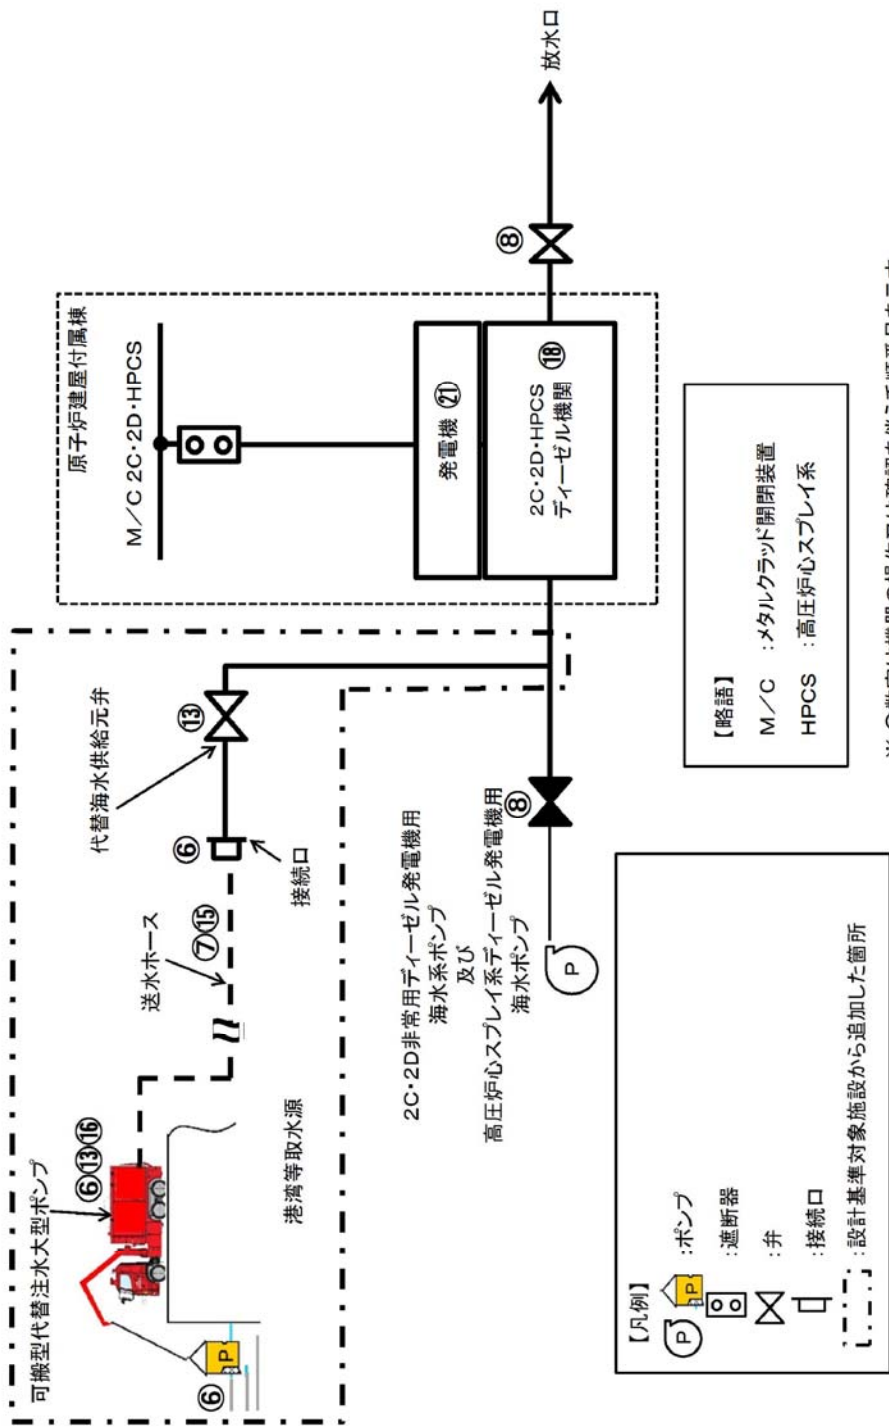 可搬型代替注水大型ポンプ
⑥⑬⑯
⑥
P
港湾等取水源
送水ホース
⑦⑮
⑥
接続口
代替海水供給元弁
⑬
原子炉建屋付属棟
M/C 2C・2D・HPCS
発電機 ㉑
2C・2D・HPCS
ディーゼル機関
⑱
⑧
放水口
2C・2D非常用ディーゼル発電機用
海水系ポンプ
及び
高圧炉心スプレイ系ディーゼル発電機用
海水ポンプ
⑧
P
【凡例】
P P :ポンプ
:遮断器
:弁
:接続口
:設計基準対象施設から追加した箇所
【略語】
M/C :メタルクラッド開閉装置
HPCS :高圧炉心スプレイ系